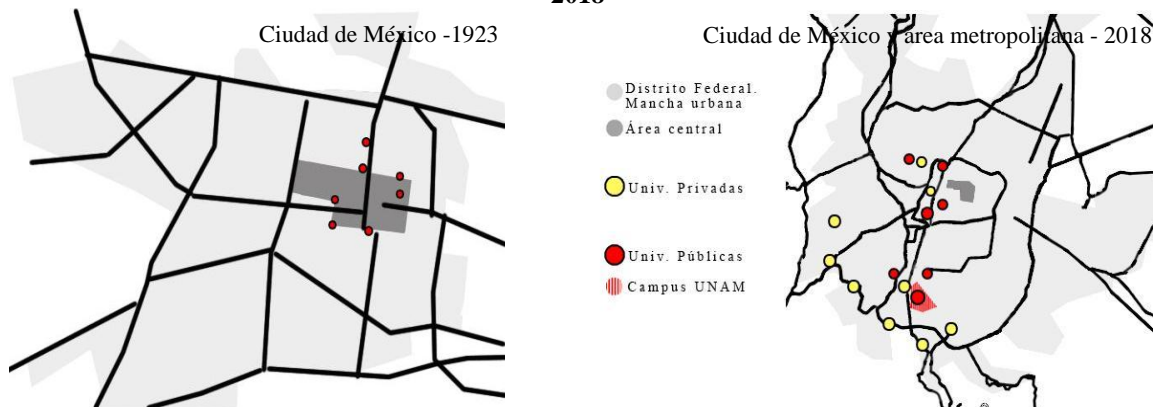 2018
Ciudad de México -1923
Ciudad de México y área metropolitana - 2018
Distrito Federal.
Mancha urbana
Área central
Univ. Privadas
Univ. Públicas
Campus UNAM